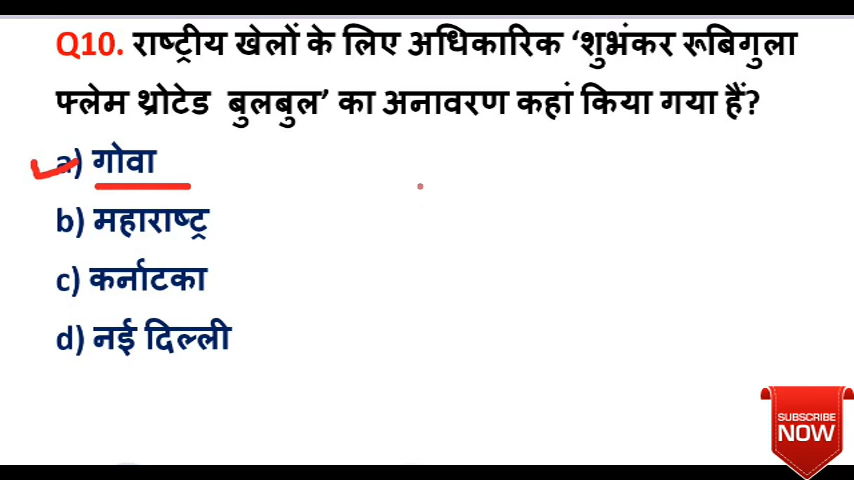 Q10. राष्ट्रीय खेलों के लिए अधिकारिक ‘शुभंकर रूबिगुला
फ्लेम थ्रोटेड बुलबुल’ का अनावरण कहां किया गया हैं?
a) गोवा
b) महाराष्ट्र
c) कर्नाटका
d) नई दिल्ली
SUBSCRIBE
NOW